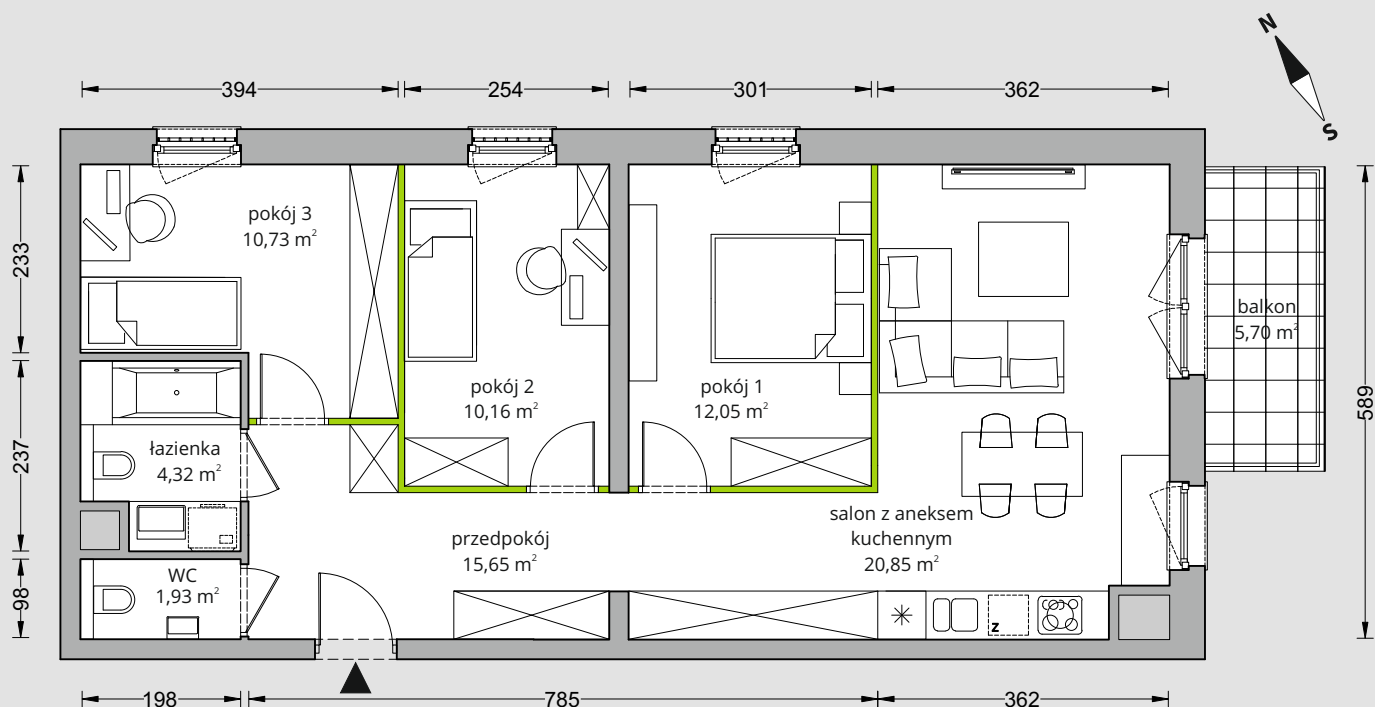 N
S
394
254
301
362
233
237
98
589
pokój 3
10,73 m²
pokój 2
10,16 m²
pokój 1
12,05 m²
balkon
5,70 m²
łazienka
4,32 m²
przedpokój
15,65 m²
salon z aneksem
kuchennym
20,85 m²
WC
1,93 m²
z
198
785
362